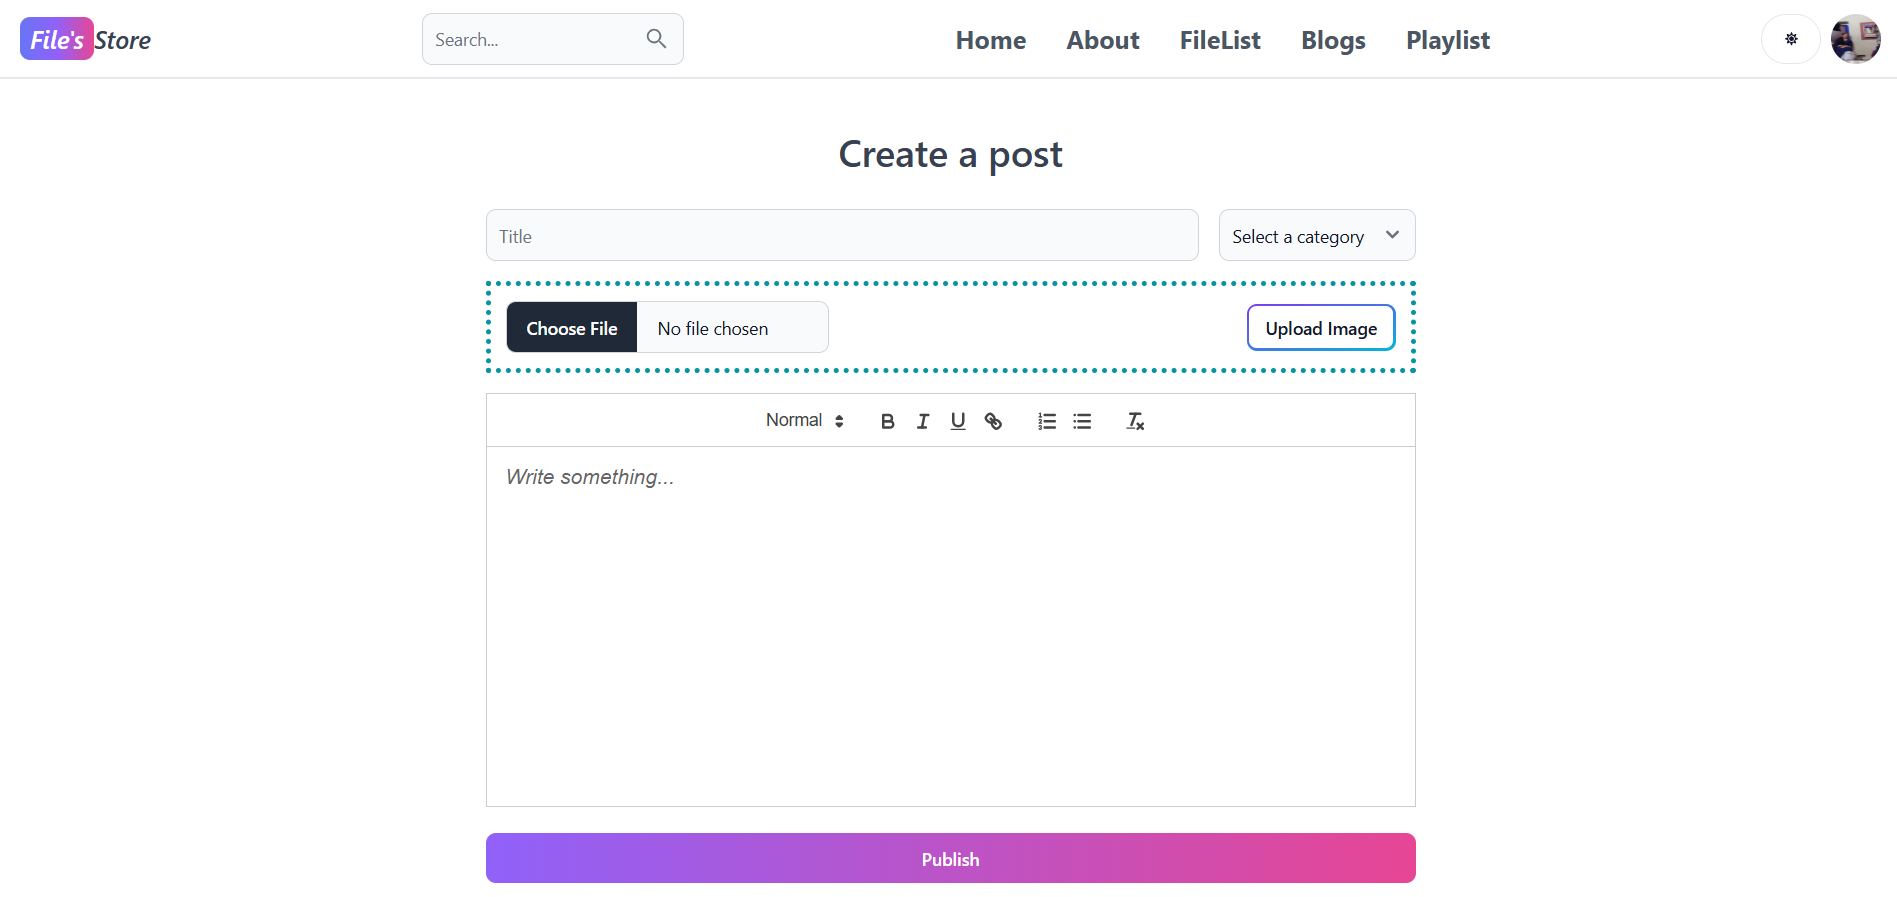 File's Store
Search...
Home About FileList Blogs Playlist
Create a post
Title
Select a category
Choose File No file chosen
Upload Image
Normal
Write something...
Publish